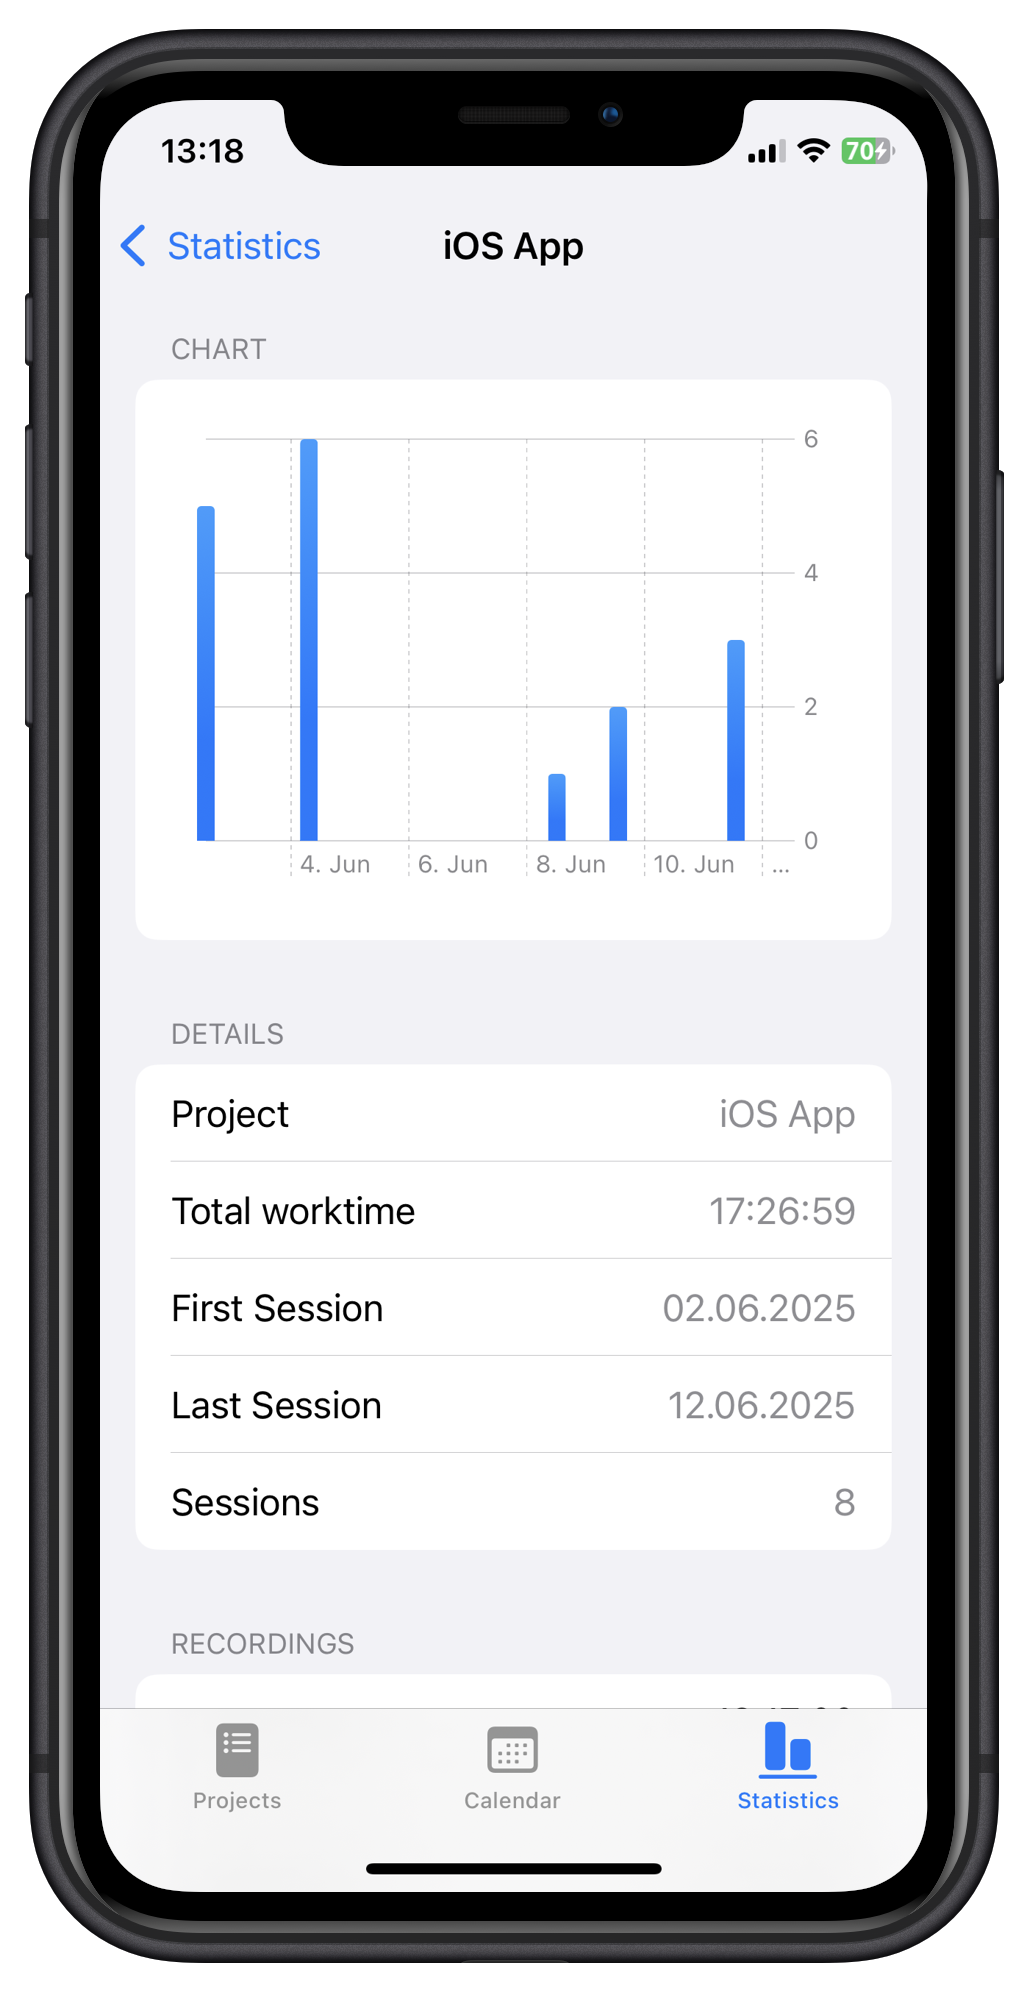 13:18
70
Statistics
iOS App
CHART
6
4
2
0
4. Jun 6. Jun 8. Jun 10. Jun ...
DETAILS
Project iOS App
Total worktime 17:26:59
First Session 02.06.2025
Last Session 12.06.2025
Sessions 8
RECORDINGS
Projects Calendar Statistics